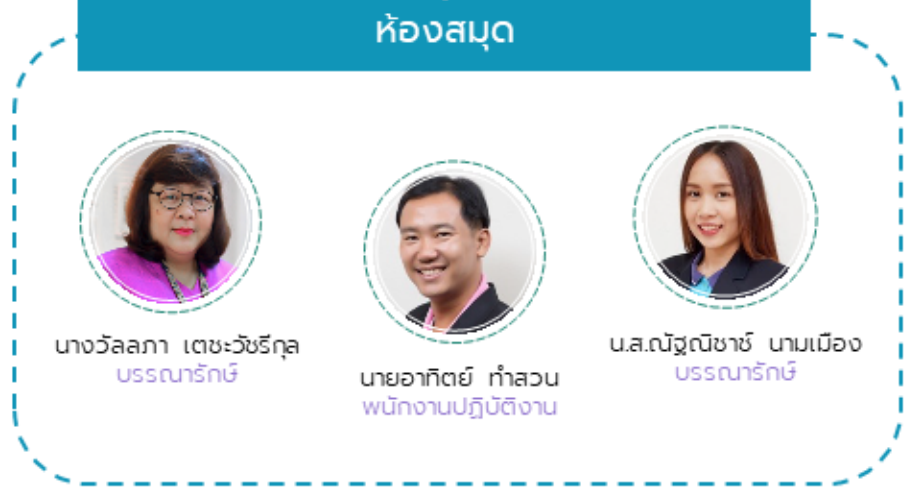 ห้องสมุด
นางวัลลภา เตชะวัชรีกุล
บรรณารักษ์
นายอาทิตย์ ทำสวน
พนักงานปฏิบัติงาน
น.ส.ณัฐณิชาช์ นามเมือง
บรรณารักษ์